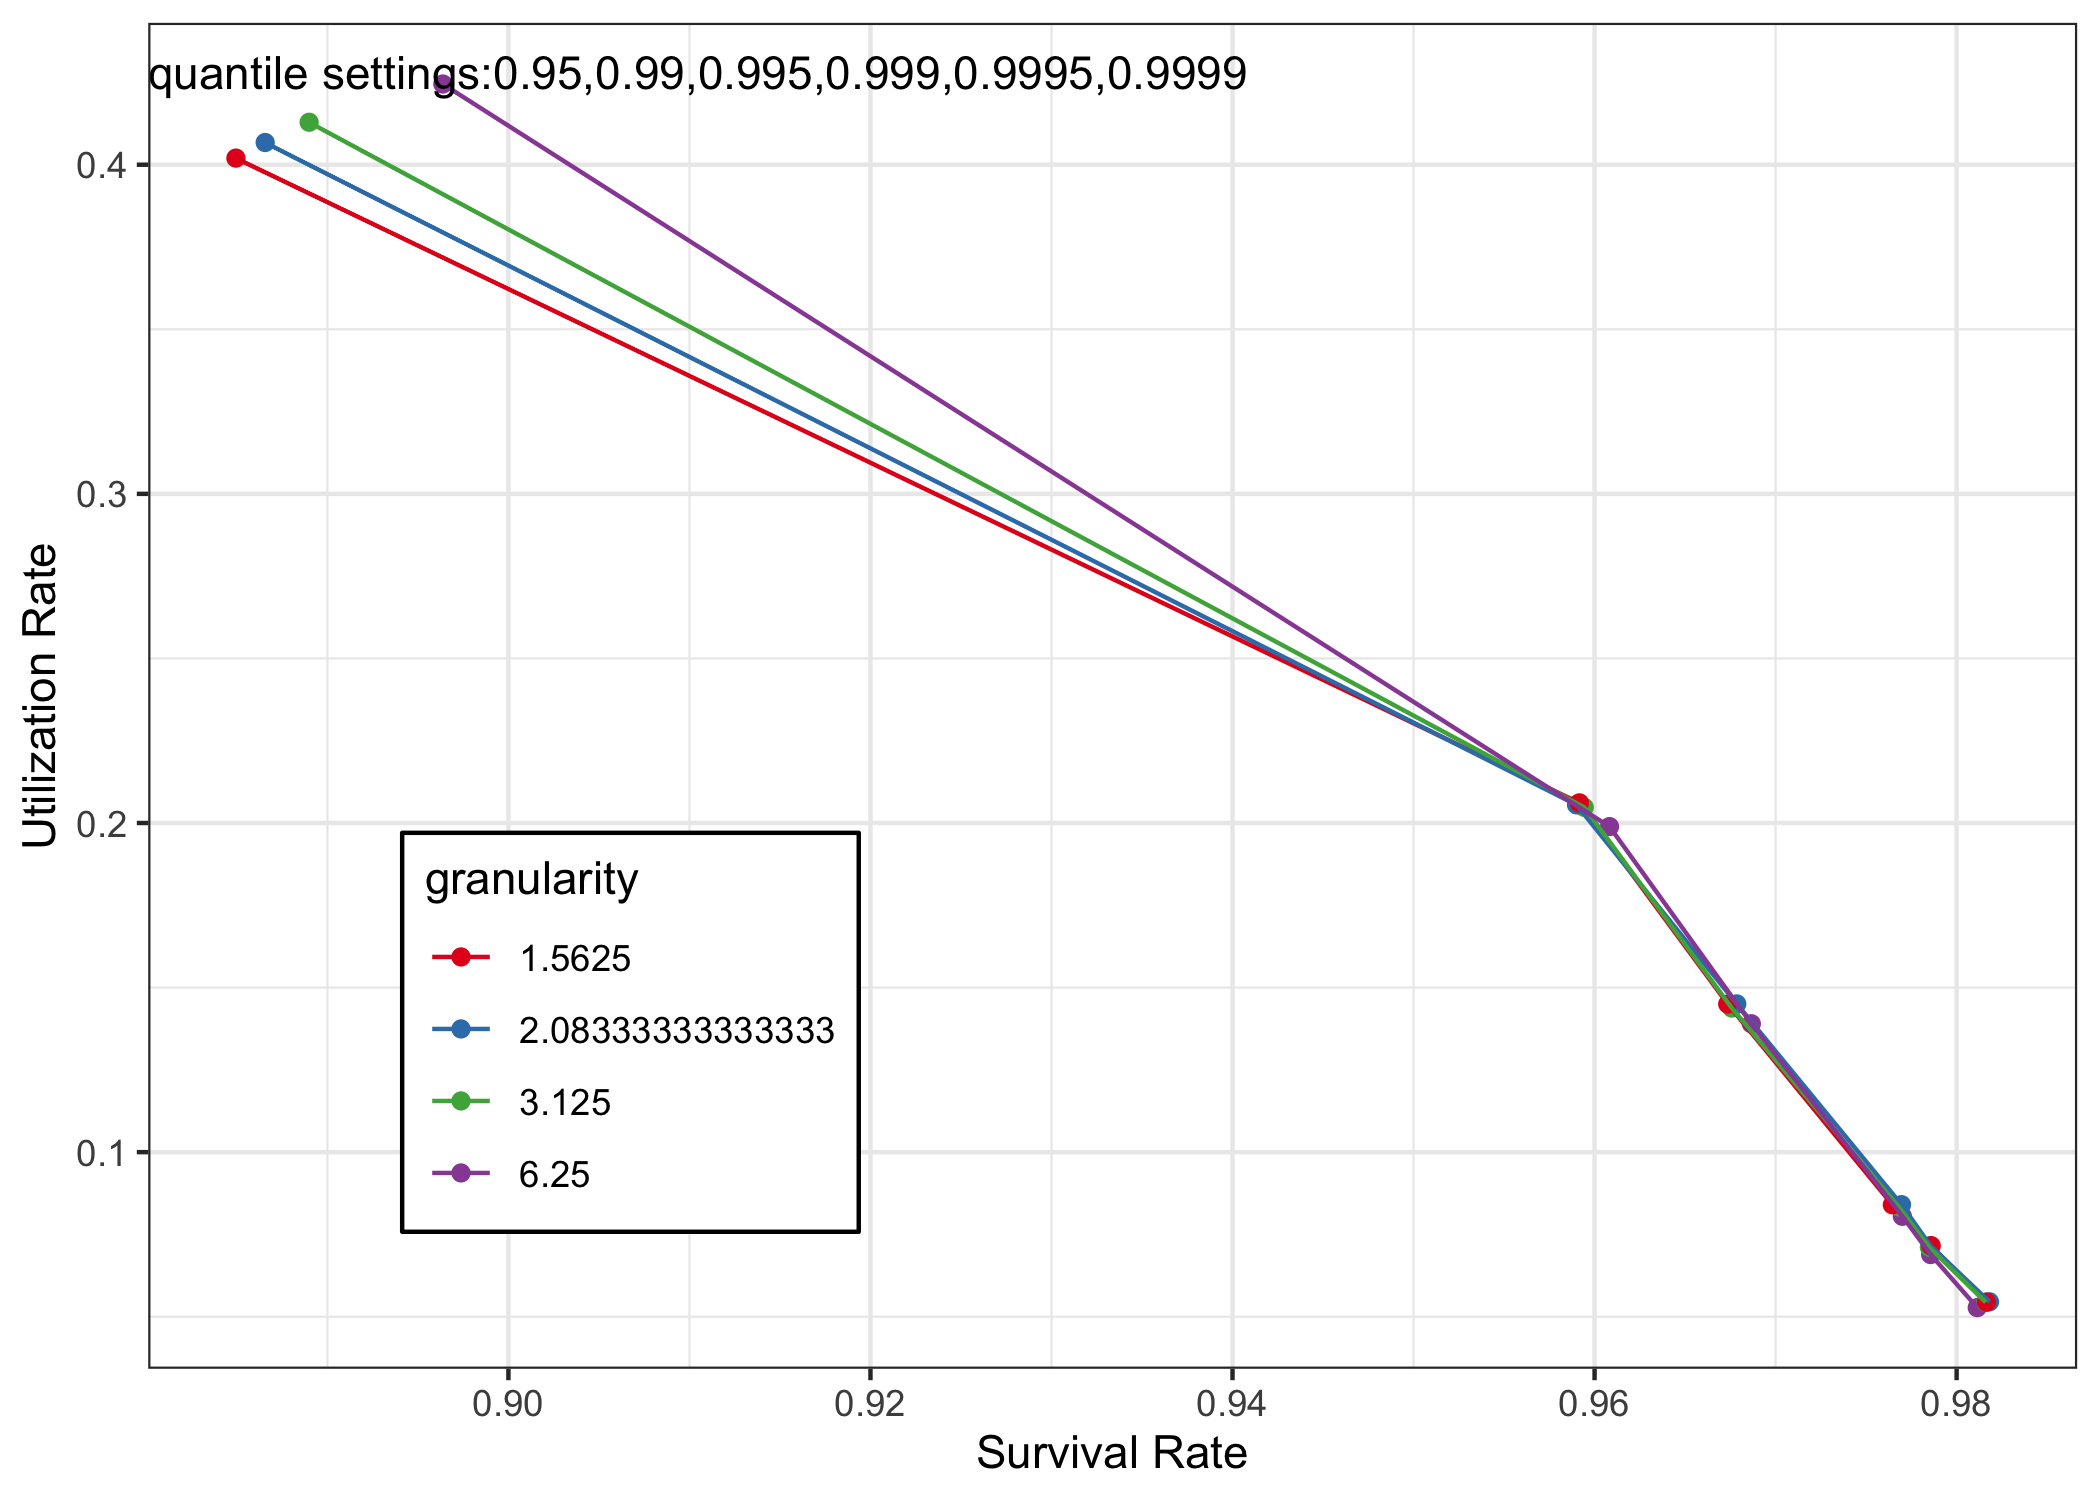 quantile settings:0.95,0.99,0.995,0.999,0.9995,0.9999
0.4
0.3
0.2
0.1
Utilization Rate
granularity
1.5625
2.08333333333333
3.125
6.25
0.90 0.92 0.94 0.96 0.98
Survival Rate